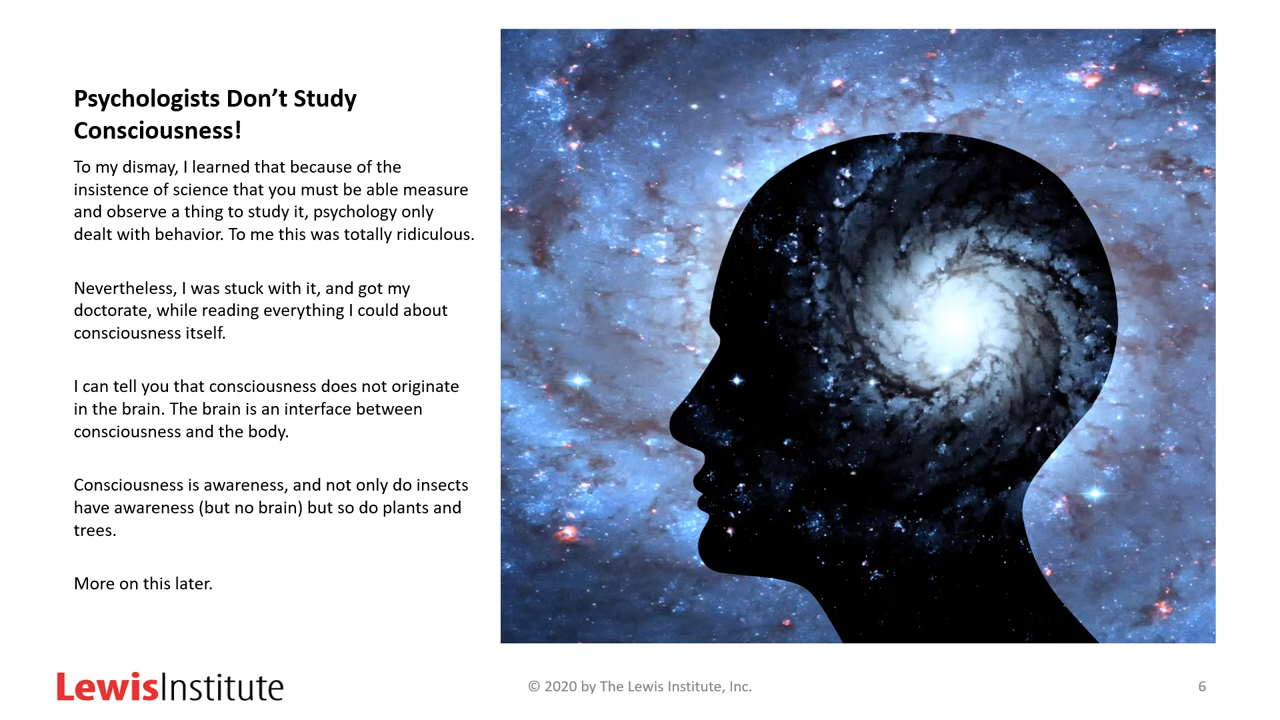 Psychologists Don’t Study
Consciousness!
To my dismay, I learned that because of the
insistence of science that you must be able measure
and observe a thing to study it, psychology only
dealt with behavior. To me this was totally ridiculous.
Nevertheless, I was stuck with it, and got my
doctorate, while reading everything I could about
consciousness itself.
I can tell you that consciousness does not originate
in the brain. The brain is an interface between
consciousness and the body.
Consciousness is awareness, and not only do insects
have awareness (but no brain) but so do plants and
trees.
More on this later.
LewisInstitute
© 2020 by The Lewis Institute, Inc.
6